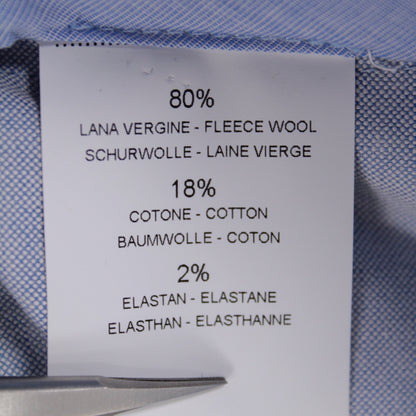 80%
LANA VERGINE - FLEECE WOOL
SCHURWOLLE - LAINE VIERGE
18%
COTONE - COTTON
BAUMWOLLE - COTON
2%
ELASTAN - ELASTANE
ELASTHAN - ELASTHANNE